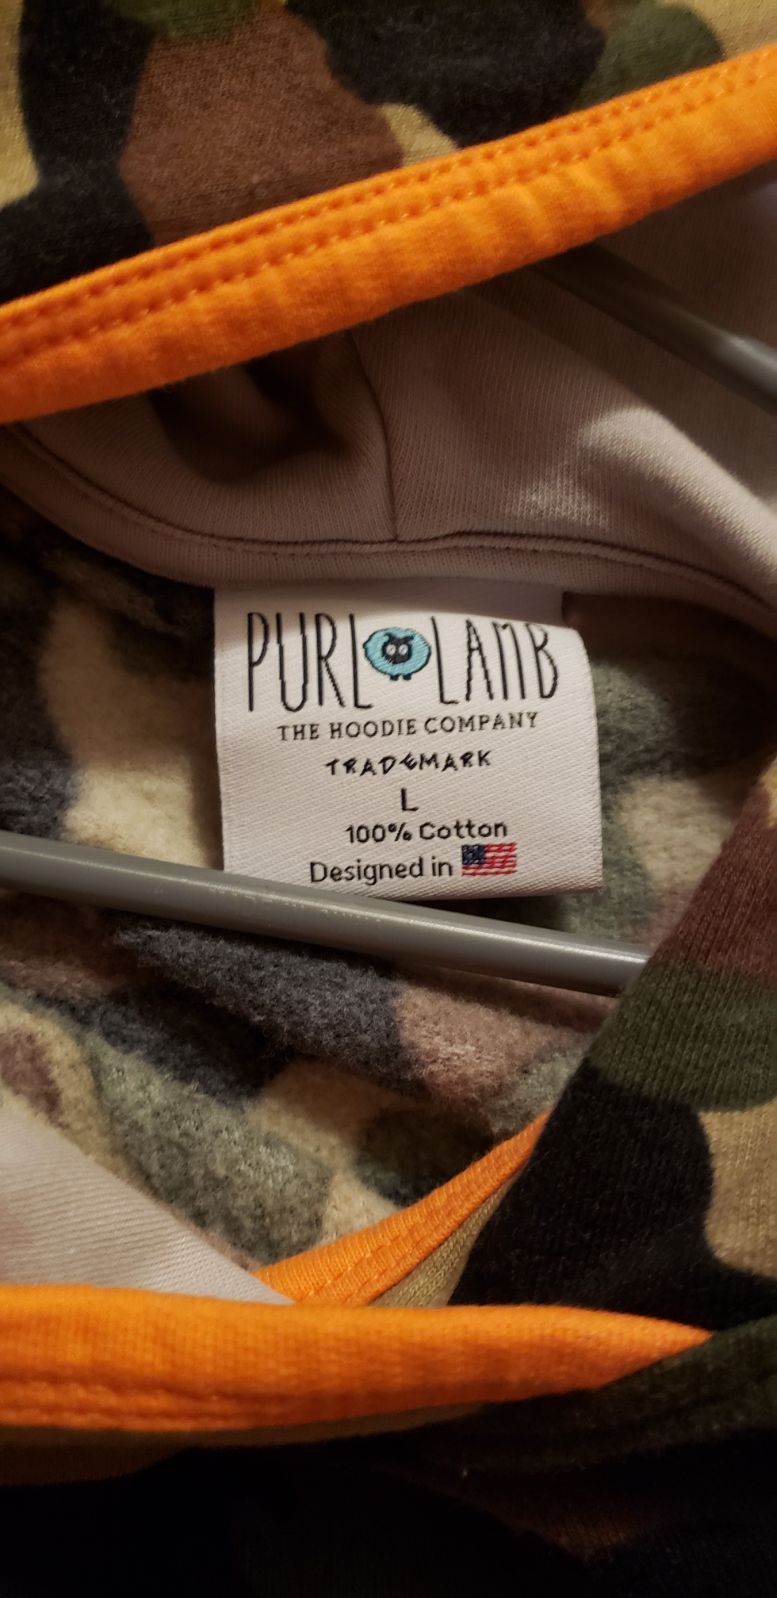 PURL LAMB
THE HOODIE COMPANY
TRADEMARK
L
100% Cotton
Designed in